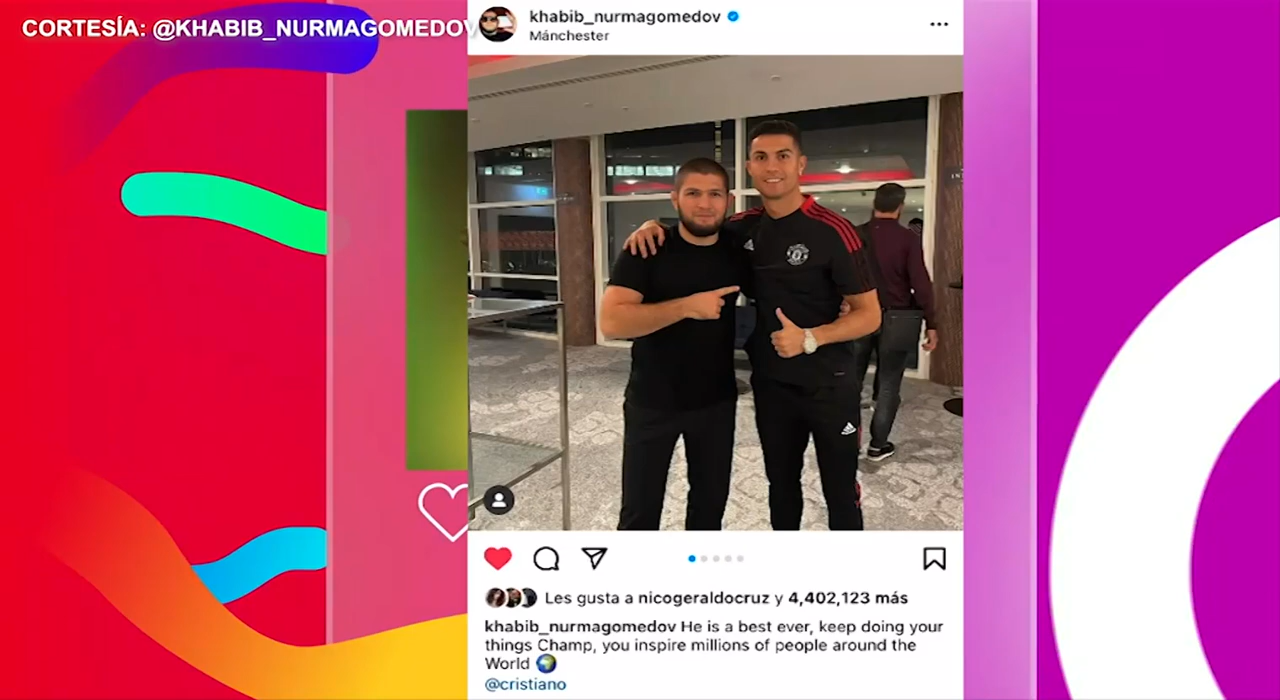 CORTESÍA: @KHABIB_NURMAGOMEDOV
khabib_nurmagomedov
Mánchester
Les gusta a nicogeraldocruz y 4,402,123 más
khabib_nurmagomedov He is a best ever, keep doing your
things Champ, you inspire millions of people around the
World
@cristiano